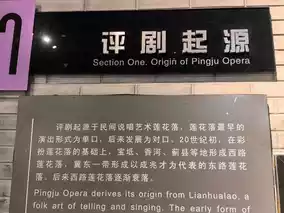 评剧起源
Section One. Origin of Pingju Opera
评剧起源于民间说唱艺术莲花落，莲花落最早的
演出形式为单口，后来发展为对口。20世纪初，在彩
扮莲花落的基础上，宝坻、香河、蓟县等地形成西路
莲花落，冀东一带形成以成兆才为代表的东路莲花
落。后来西路莲花落逐渐衰落。
Pingju Opera derives its origin from Lianhualao, a
folk art of telling and singing. The early form of